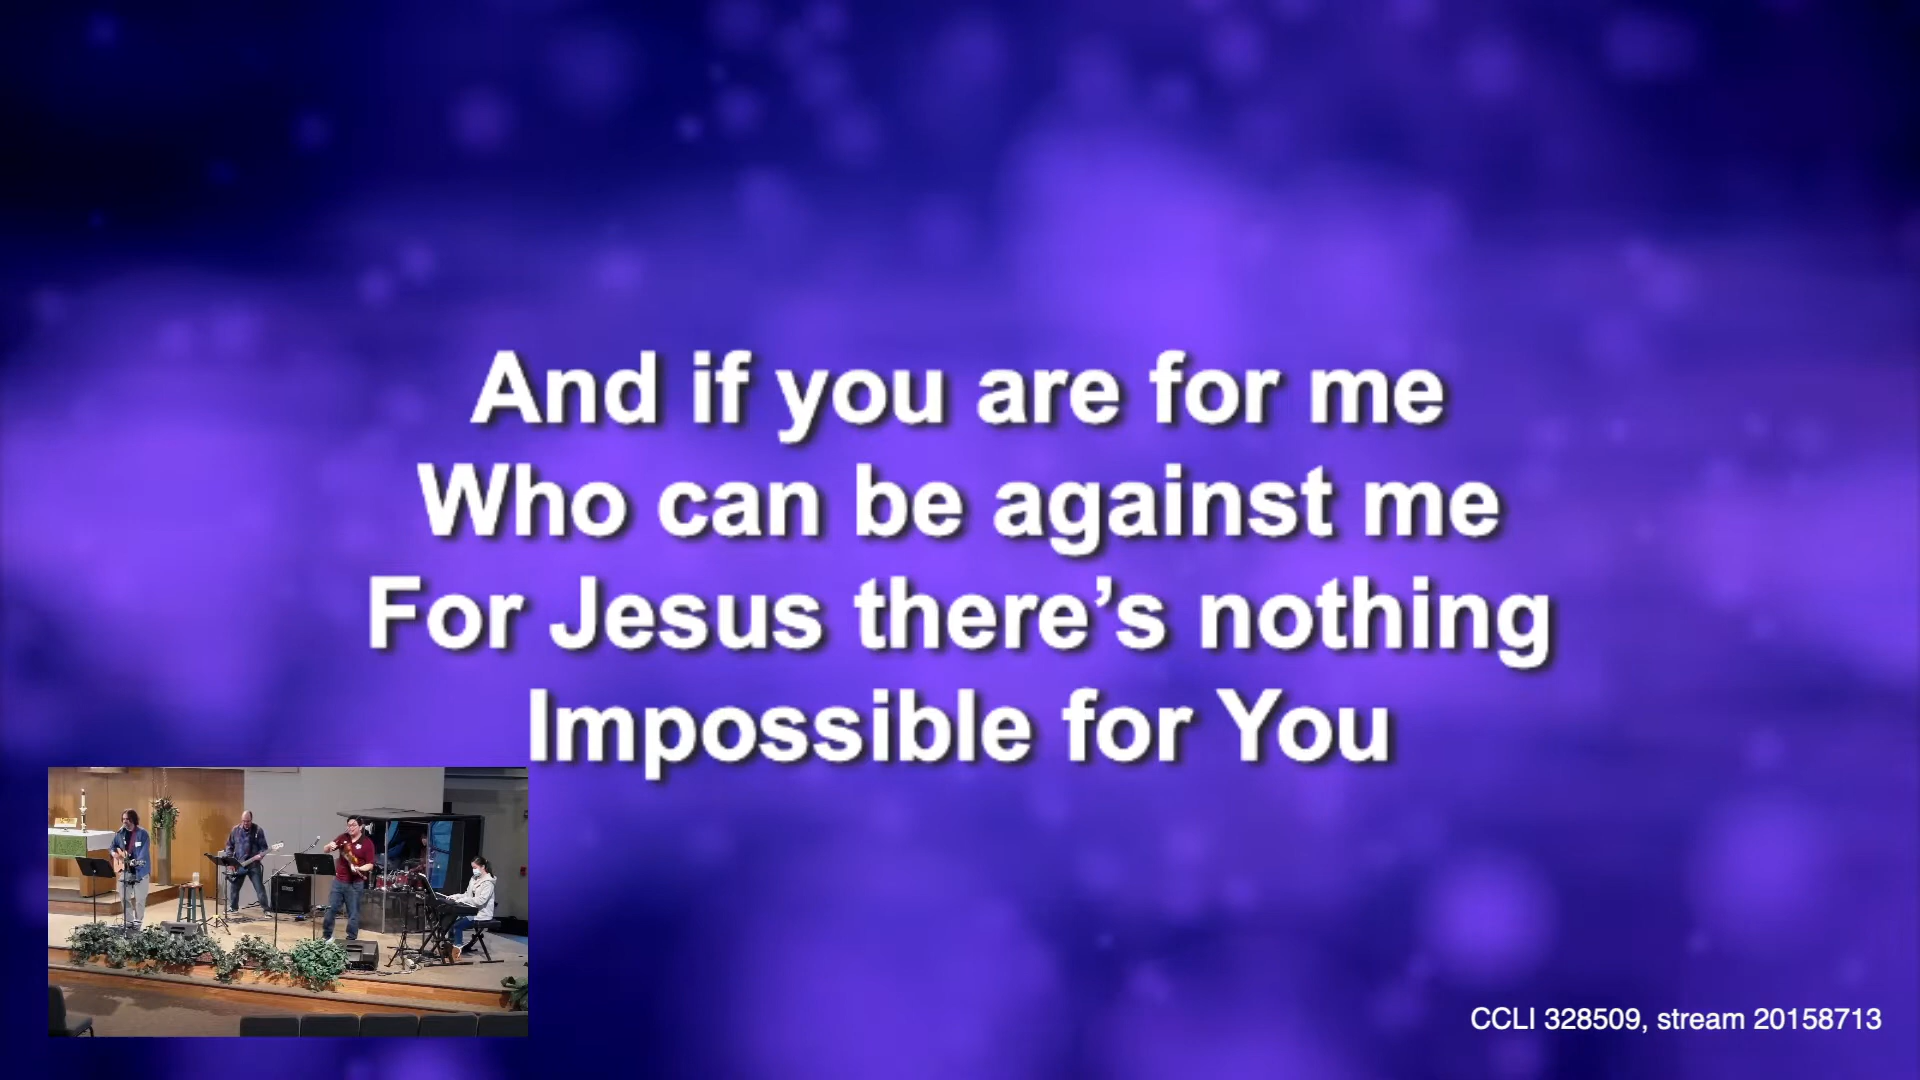 And if you are for me
Who can be against me
For Jesus there’s nothing
Impossible for You
CCLI 328509, stream 20158713